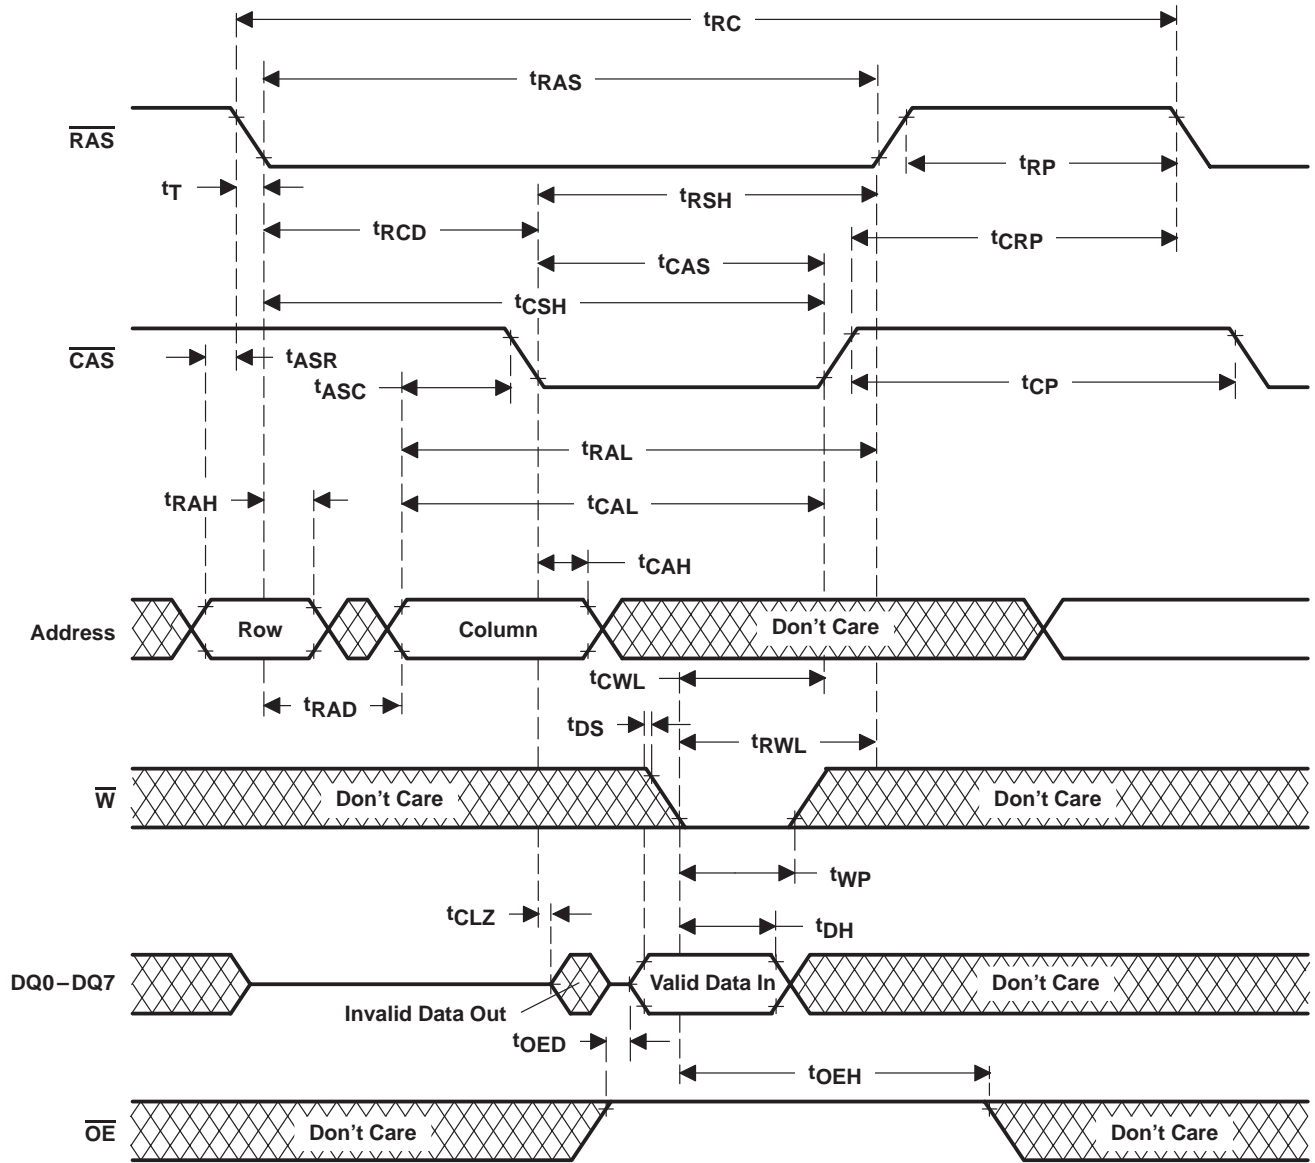 tRC
tRAS
RAS
tRP
tT
tRSH
tRCD
tCRP
tCAS
tCSH
CAS
tASR
tASC
tCP
tRAL
tRAH
tCAL
tCAH
Address
Row
Column
Don't Care
tCWL
tRAD
tDS
tRWL
W
Don't Care
Don't Care
tWP
tCLZ
tDH
DQ0–DQ7
Valid Data In
Don't Care
Invalid Data Out
tOED
tOEH
OE
Don't Care
Don't Care